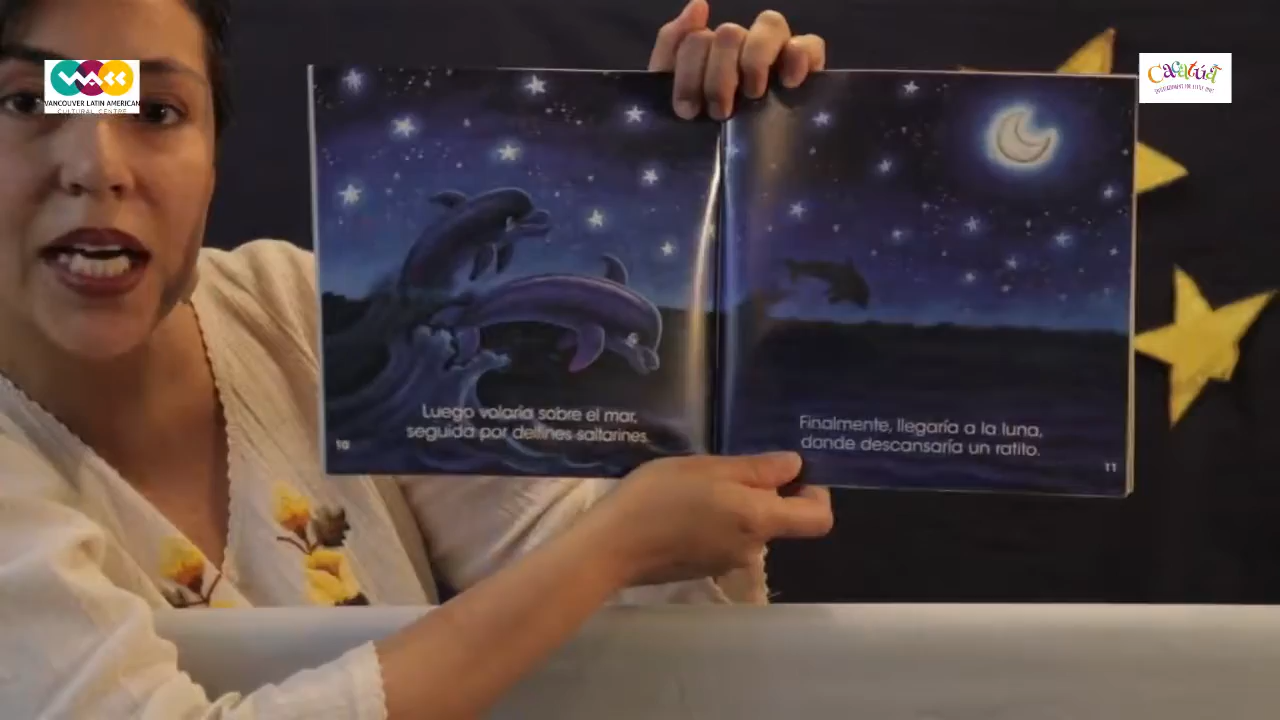 VANCOUVER LATIN AMERICAN
CULTURAL CENTRE
Cacatúa
Luego volaría sobre el mar,
seguida por delfines saltarines.
10
Finalmente, llegaría a la luna,
donde descansaría un ratito.
11